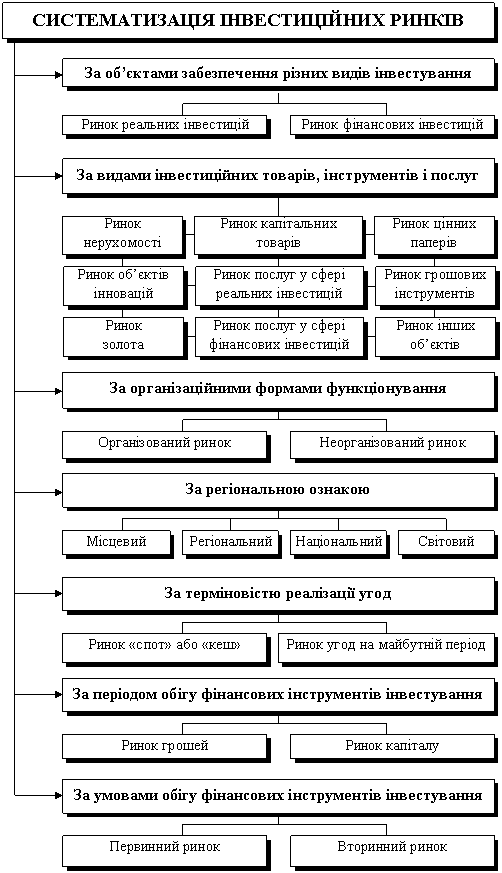 СИСТЕМАТИЗАЦІЯ ІНВЕСТИЦІЙНИХ РИНКІВ
За об’єктами забезпечення різних видів інвестування
Ринок реальних інвестицій
Ринок фінансових інвестицій
За видами інвестиційних товарів, інструментів і послуг
Ринок
нерухомості
Ринок капітальних
товарів
Ринок цінних
паперів
Ринок об’єктів
інновацій
Ринок послуг у сфері
реальних інвестицій
Ринок грошових
інструментів
Ринок
золота
Ринок послуг у сфері
фінансових інвестицій
Ринок інших
об’єктів
За організаційними формами функціонування
Організований ринок
Неорганізований ринок
За регіональною ознакою
Місцевий
Регіональний
Національний
Світовий
За терміновістю реалізації угод
Ринок «спот» або «кеш»
Ринок угод на майбутній період
За періодом обігу фінансових інструментів інвестування
Ринок грошей
Ринок капіталу
За умовами обігу фінансових інструментів інвестування
Первинний ринок
Вторинний ринок